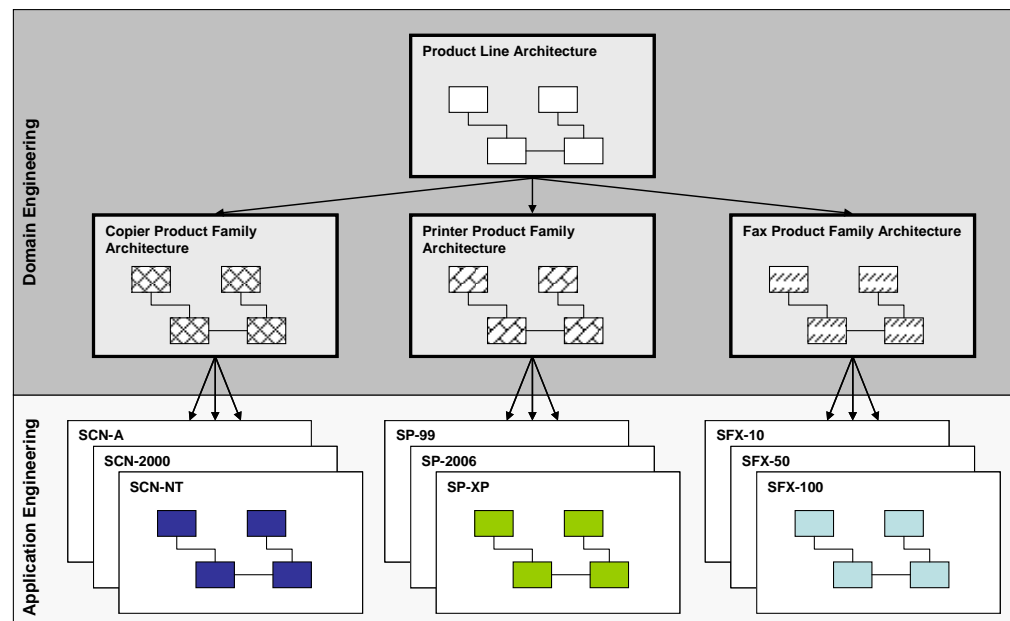 Product Line Architecture
Domain Engineering
Copier Product Family
Architecture
Printer Product Family
Architecture
Fax Product Family Architecture
Application Engineering
SCN-A
SCN-2000
SCN-NT
SP-99
SP-2006
SP-XP
SFX-10
SFX-50
SFX-100